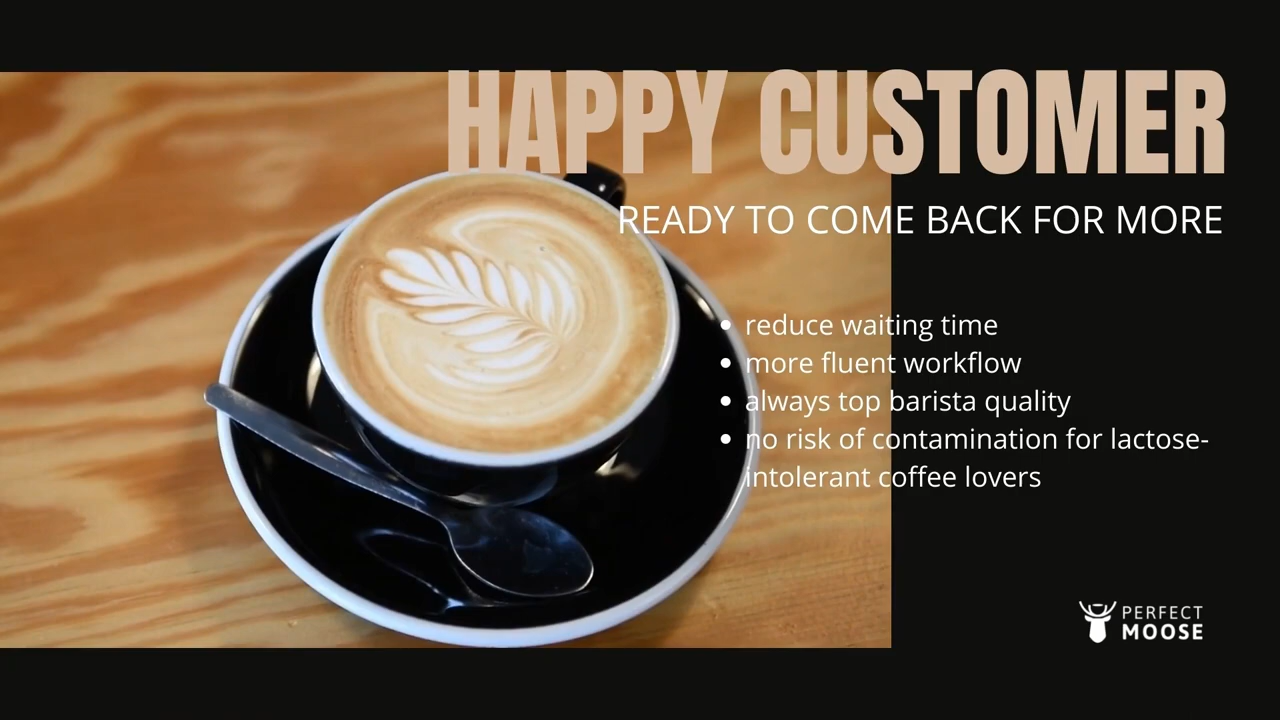 HAPPY CUSTOMER
READY TO COME BACK FOR MORE
• reduce waiting time
• more fluent workflow
• always top barista quality
• no risk of contamination for lactose-
intolerant coffee lovers
PERFECT
MOOSE